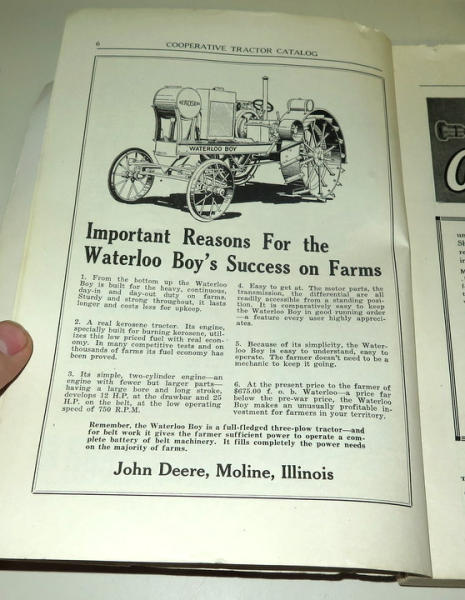 6
COOPERATIVE TRACTOR CATALOG
WATERLOO BOY
Important Reasons For the
Waterloo Boy's Success on Farms
1. From the bottom up the Waterloo
Boy is built for the heavy, continuous,
day-in and day-out duty on farms.
Sturdy and strong throughout, it lasts
longer and costs less for upkeep.
2. A real kerosene tractor. Its engine,
specially built for burning kerosene, util-
izes this low priced fuel with real econ-
omy. In many competitive tests and on
thousands of farms its fuel economy has
been proved.
3. Its simple, two-cylinder engine—an
engine with fewer but larger parts—
having a large bore and long stroke,
develops 12 H.P. at the drawbar and 25
H.P. on the belt, at the low operating
speed of 750 R.P.M.
4. Easy to get at. The motor parts, the
transmission, the differential are all
readily accessible from a standing posi-
tion. It is comparatively easy to keep
the Waterloo Boy in good running order
—a feature every user highly appreci-
ates.
5. Because of its simplicity, the Water-
loo Boy is easy to understand, easy to
operate. The farmer doesn't need to be a
mechanic to keep it going.
6. At the present price to the farmer of
$675.00 f. o. b. Waterloo—a price far
below the pre-war price, the Waterloo
Boy makes an unusually profitable in-
vestment for farmers in your territory.
Remember, the Waterloo Boy is a full-fledged three-plow tractor—and
for belt work it gives the farmer sufficient power to operate a com-
plete battery of belt machinery. It fills completely the power needs
on the majority of farms.
John Deere, Moline, Illinois